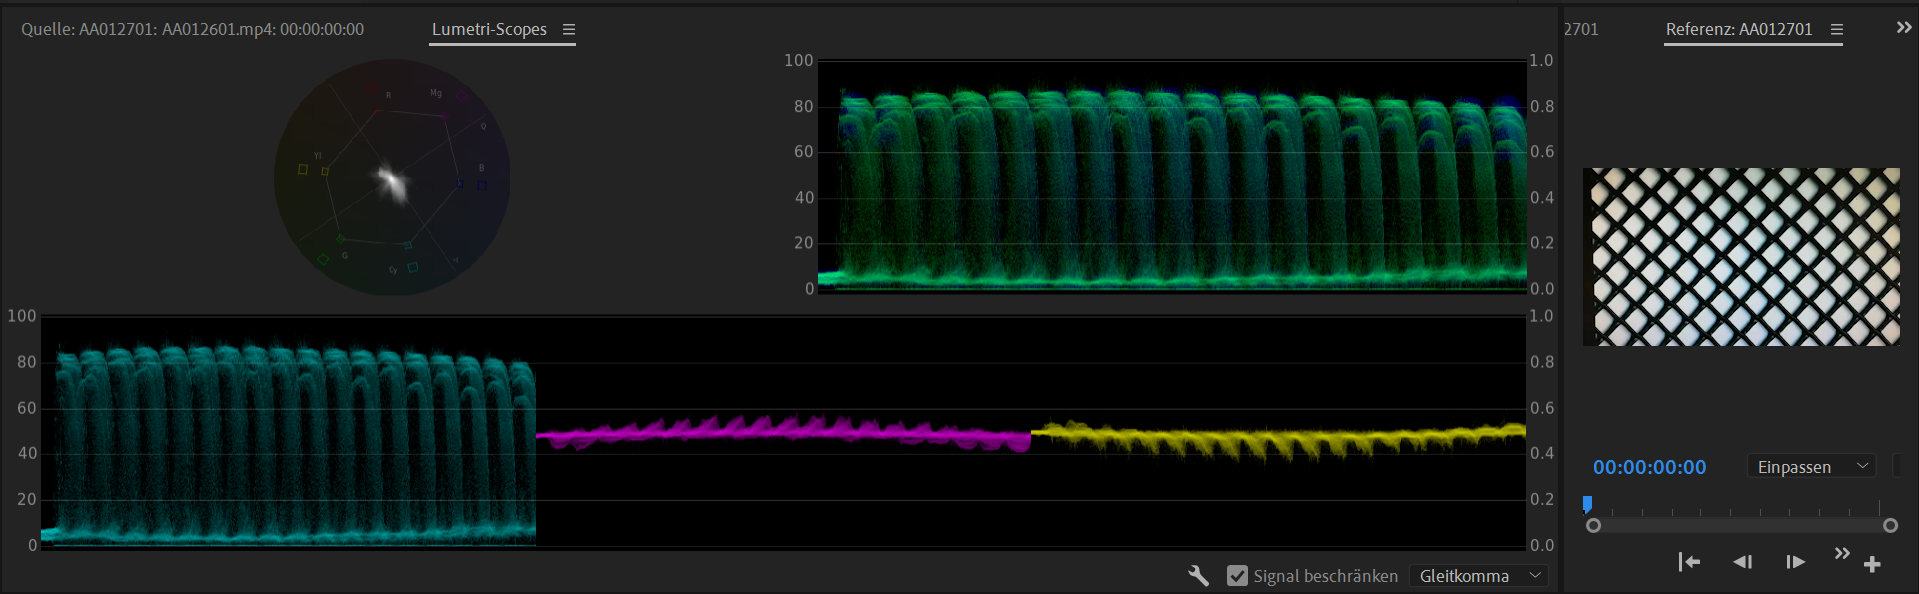 Quelle: AA012701: AA012601.mp4: 00:00:00:00
Lumetri-Scopes
2701
Referenz: AA012701
R
Mg
Q
B
Yl
G
Cy
-I
100
80
60
40
20
0
1.0
0.8
0.6
0.4
0.2
0.0
100
80
60
40
20
0
1.0
0.8
0.6
0.4
0.2
0.0
00:00:00:00
Einpassen
Signal beschränken
Gleitkomma